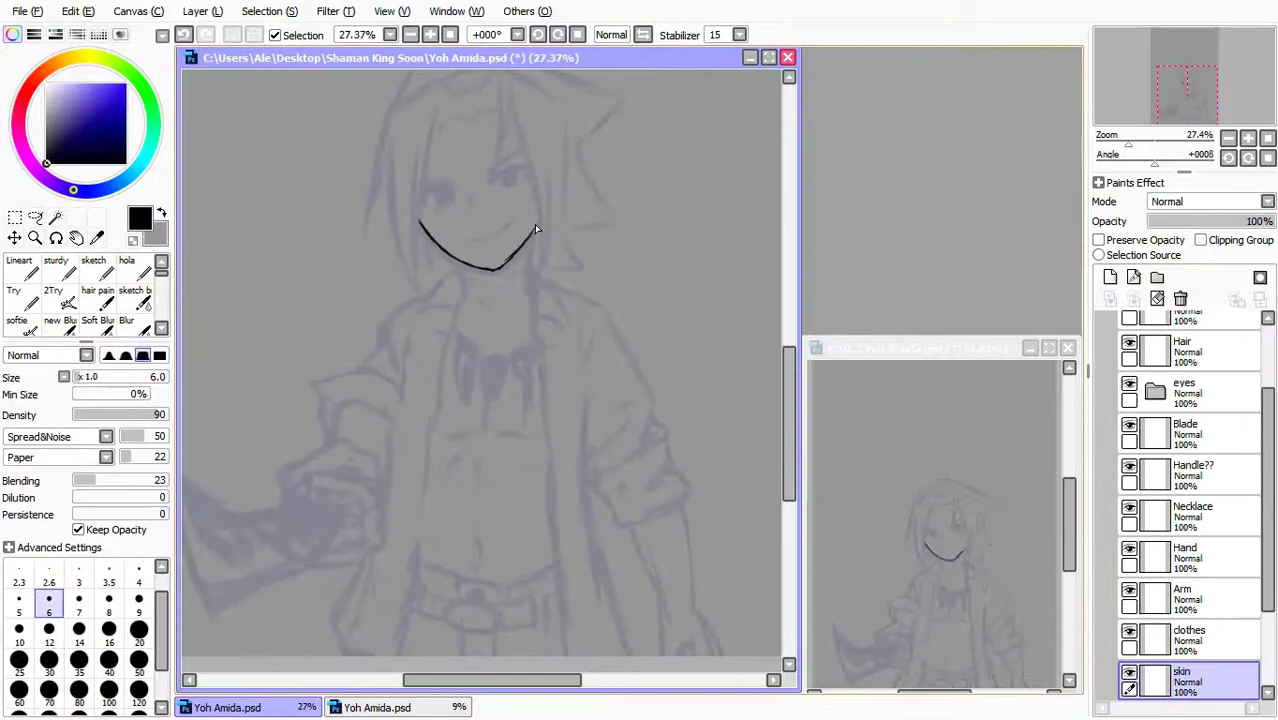 File (F) Edit (E) Canvas (C) Layer (L) Selection (S) Filter (T) View (V) Window (W) Others (O)
Selection 27.37% +000° Normal Stabilizer 15
C:\Users\Ale\Desktop\Shaman King Soon\Yoh Amida.psd (*) (27.37%)
Zoom 27.4%
Angle +000ß
Paints Effect
Mode Normal
Opacity 100%
Preserve Opacity Clipping Group
Selection Source
Lineart sturdy sketch hola
Try 2Try hair pain sketch b
softie new Blu Soft Blu Blur
Normal
Size x 1.0 6.0
Min Size 0%
Density 90
Spread&Noise 50
Paper 22
Blending 23
Dilution 0
Persistence 0
Keep Opacity
Advanced Settings
2.3 2.6 3 3.5 4
5 6 7 8 9
10 12 14 16 20
25 30 35 40 50
60 70 80 100 120
Normal
100%
Hair
Normal
100%
eyes
Normal
100%
Blade
Normal
100%
Handle??
Normal
100%
Necklace
Normal
100%
Hand
Normal
100%
Arm
Normal
100%
clothes
Normal
100%
skin
Normal
100%
Yoh Amida.psd 27% Yoh Amida.psd 9%